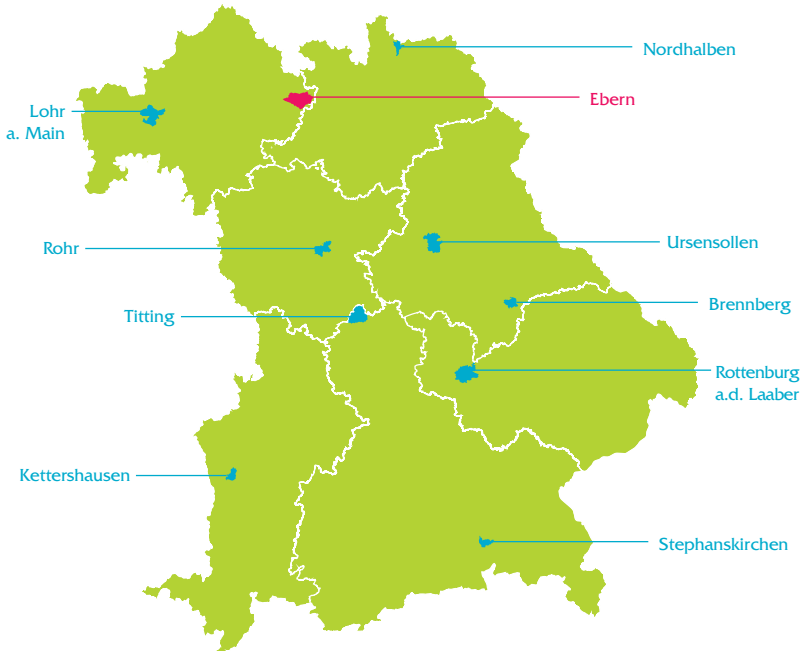 Nordhalben
Ebern
Lohr
a. Main
Rohr
Ursensollen
Brennberg
Titting
Rottenburg
a.d. Laaber
Kettershausen
Stephanskirchen